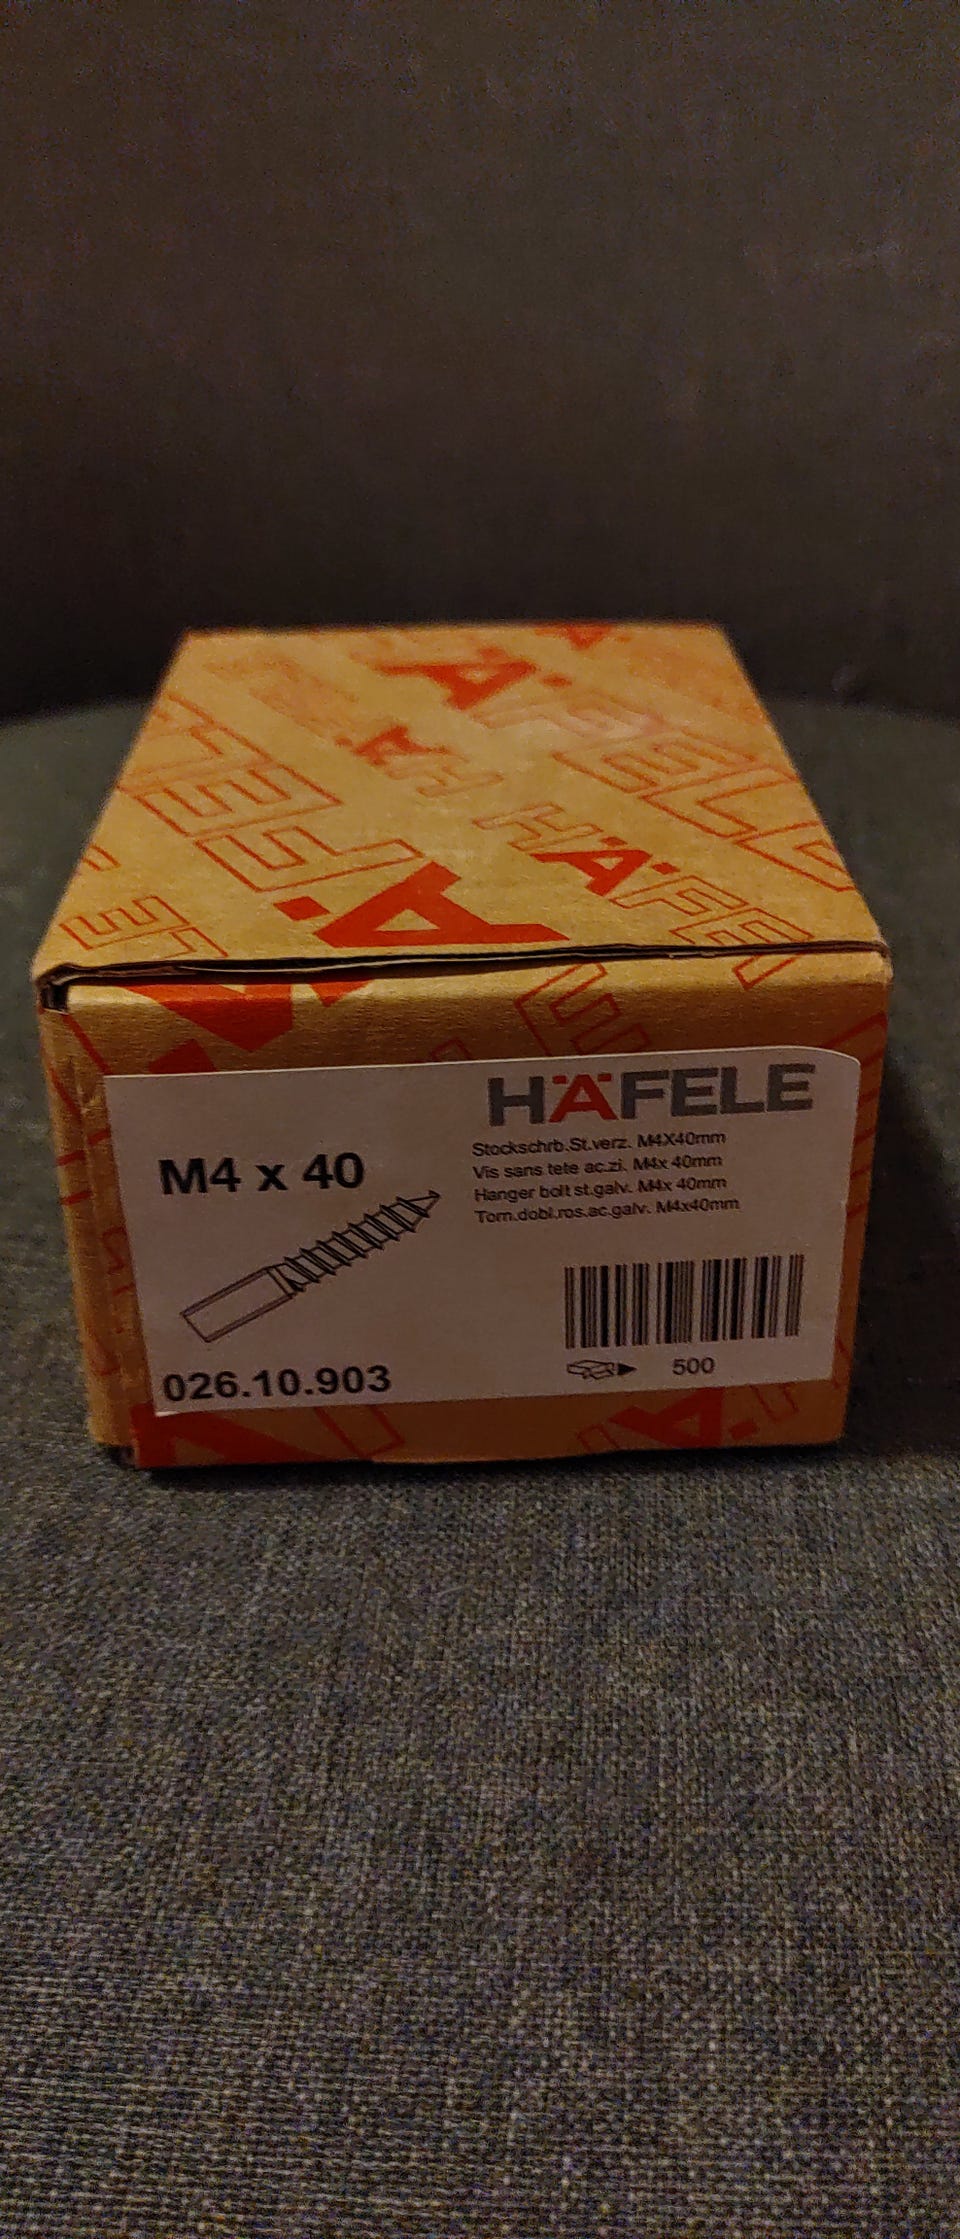 HÄFE
HÄFELE
M4 x 40
Stockschrb.St.verz. M4X40mm
Vis sans tete ac.zi. M4x 40mm
Hanger bolt st.galv. M4x 40mm
Torn.dobl.ros.ac.galv. M4x40mm
500
026.10.903